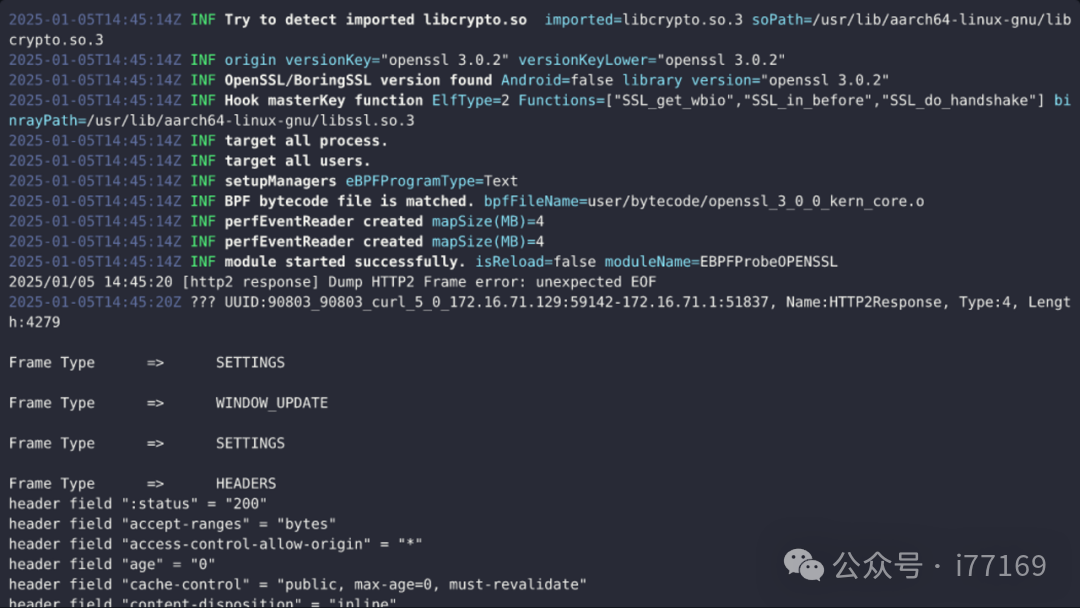 2025-01-05T14:45:14Z INF Try to detect imported libcrypto.so  imported=libcrypto.so.3 soPath=/usr/lib/aarch64-linux-gnu/lib
crypto.so.3
2025-01-05T14:45:14Z INF origin versionKey="openssl 3.0.2" versionKeyLower="openssl 3.0.2"
2025-01-05T14:45:14Z INF OpenSSL/BoringSSL version found Android=false library version="openssl 3.0.2"
2025-01-05T14:45:14Z INF Hook masterKey function ElfType=2 Functions=["SSL_get_wbio","SSL_in_before","SSL_do_handshake"] bi
nrayPath=/usr/lib/aarch64-linux-gnu/libssl.so.3
2025-01-05T14:45:14Z INF target all process.
2025-01-05T14:45:14Z INF target all users.
2025-01-05T14:45:14Z INF setupManagers eBPFProgramType=Text
2025-01-05T14:45:14Z INF BPF bytecode file is matched. bpfFileName=user/bytecode/openssl_3_0_0_kern_core.o
2025-01-05T14:45:14Z INF perfEventReader created mapSize(MB)=4
2025-01-05T14:45:14Z INF perfEventReader created mapSize(MB)=4
2025-01-05T14:45:14Z INF module started successfully. isReload=false moduleName=EBPFProbeOPENSSL
2025/01/05 14:45:20 [http2 response] Dump HTTP2 Frame error: unexpected EOF
2025-01-05T14:45:20Z ??? UUID:90803_90803_curl_5_0_172.16.71.129:59142-172.16.71.1:51837, Name:HTTP2Response, Type:4, Lengt
h:4279
Frame Type      =>      SETTINGS
Frame Type      =>      WINDOW_UPDATE
Frame Type      =>      SETTINGS
Frame Type      =>      HEADERS
header field ":status" = "200"
header field "accept-ranges" = "bytes"
header field "access-control-allow-origin" = "*"
header field "age" = "0"
header field "cache-control" = "public, max-age=0, must-revalidate"
header field "content-disposition" = "inline"
公众号 · i77169